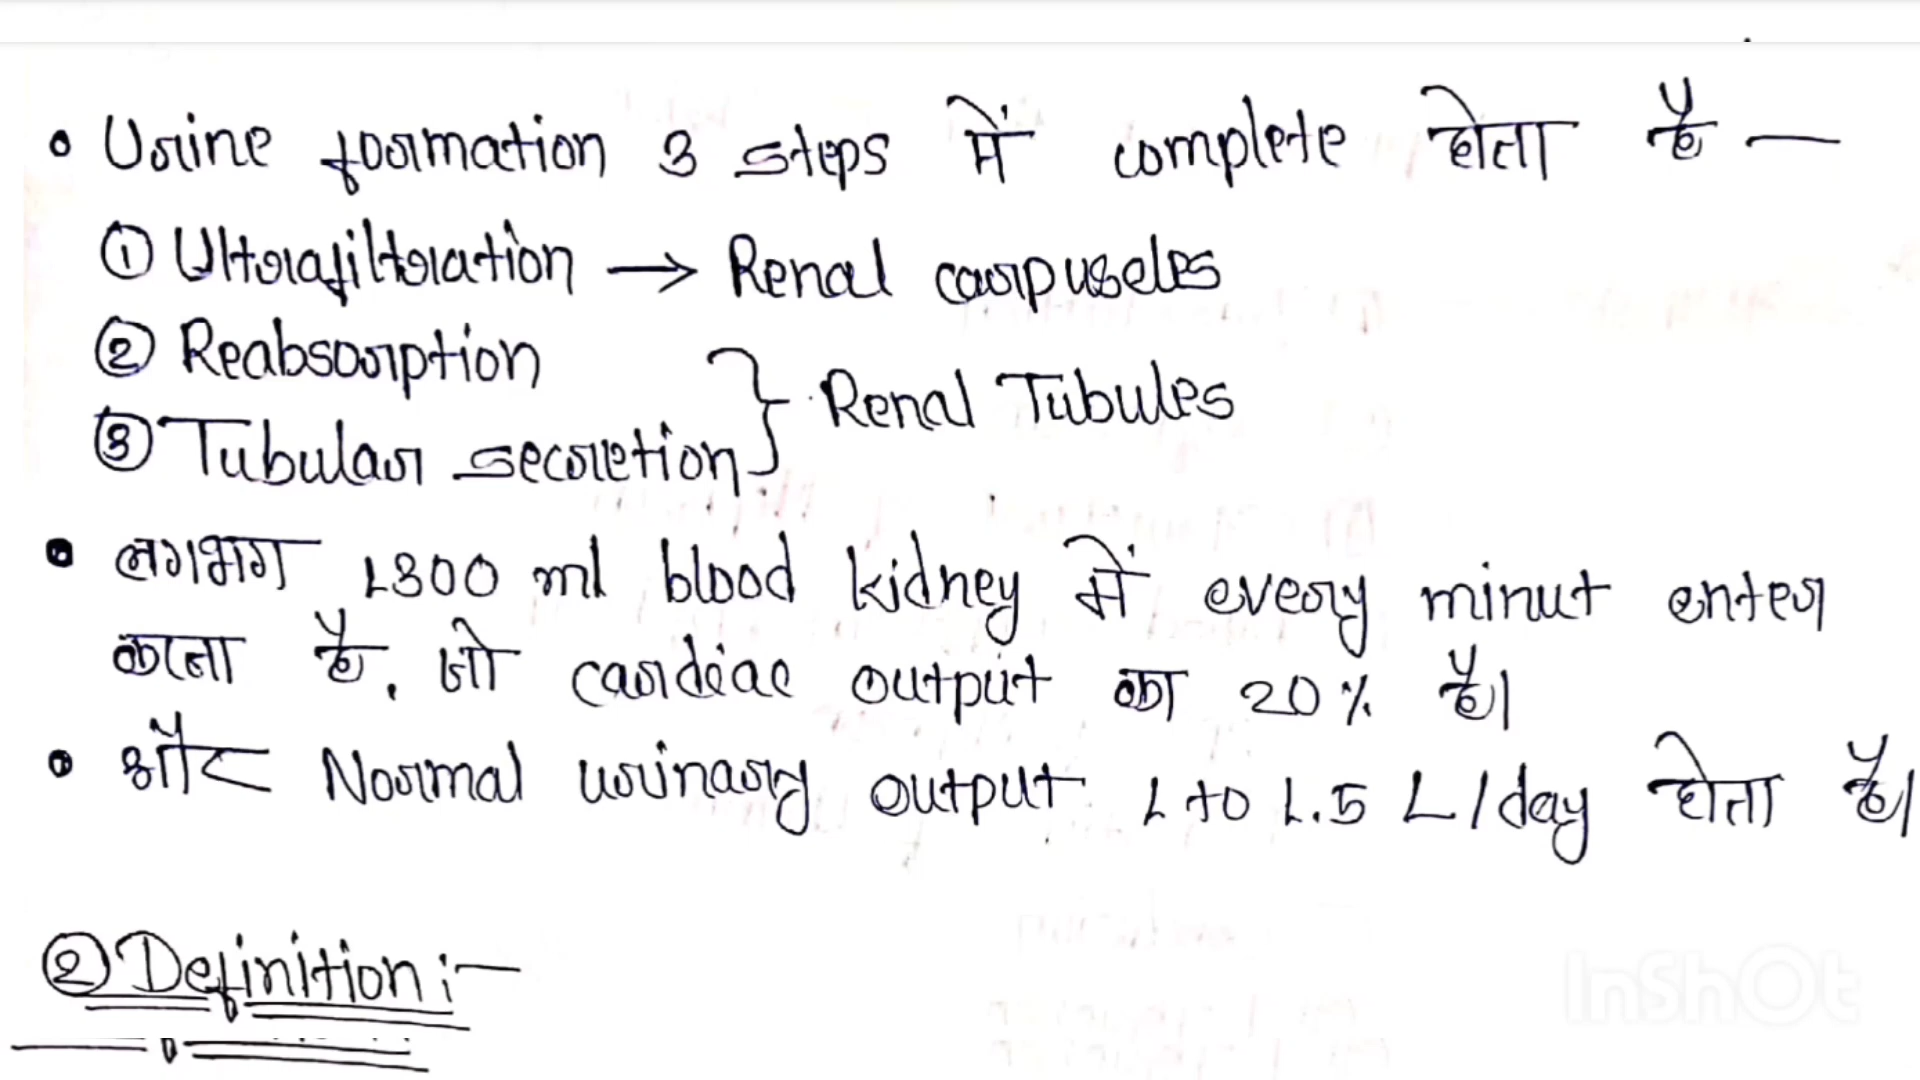 • Urine formation 3 steps में complete होता है —
① Ultrafiltration → Renal corpuseles
② Reabsorption
③ Tubular secretion } Renal Tubules
• लगभग 1300 ml blood kidney में every minut enter
करता है, जो cardiac output का 20% है।
• और Normal urinary output 1 to 1.5 L/day होता है।
② Definition :-
InShOt